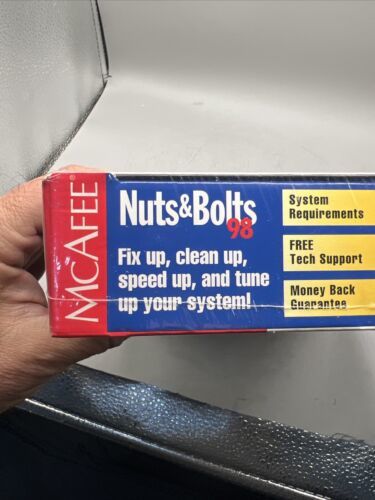 MCAFEE®
Nuts&Bolts
98
Fix up, clean up,
speed up, and tune
up your system!
System
Requirements
FREE
Tech Support
Money Back
Guarantee